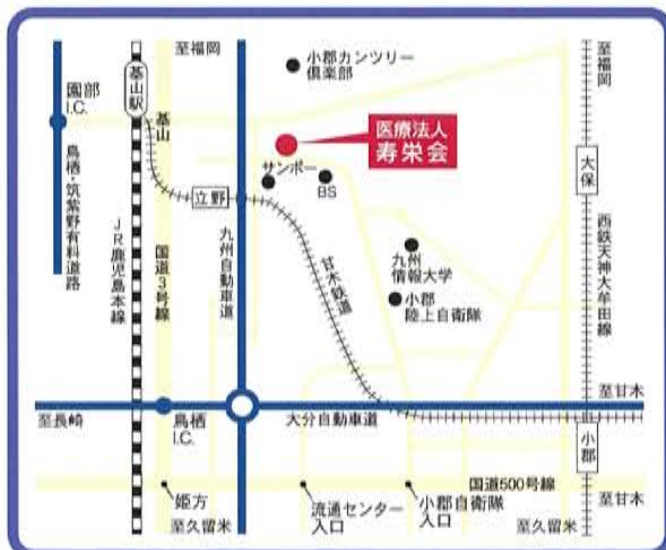 至福岡
小郡カンツリー
倶楽部
至福岡
園部
I.C.
基山駅
基山
医療法人
寿栄会
サンポー
BS
大保
立野
鳥栖・筑紫野有料道路
JR鹿児島本線
国道3号線
九州自動車道
甘木鉄道
九州
情報大学
小郡
陸上自衛隊
西鉄天神大牟田線
至甘木
至長崎
鳥栖
I.C.
大分自動車道
小郡
国道500号線
姫方
流通センター
入口
小郡自衛隊
入口
至甘木
至久留米
至久留米